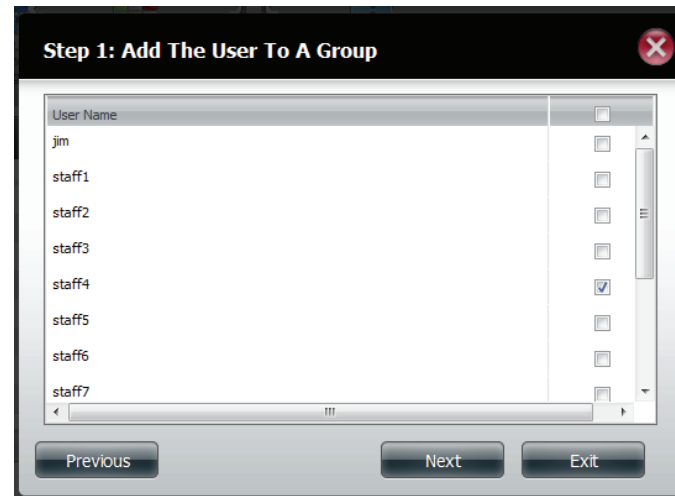 Step 1: Add The User To A Group
User Name
jim
staff1
staff2
staff3
staff4
staff5
staff6
staff7
Previous Next Exit